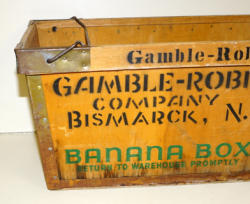 Gamble-Rob
GAMBLE-ROBI
COMPANY
BISMARCK, N.
BANANA BOX
RETURN TO WAREHOUSE PROMPTLY